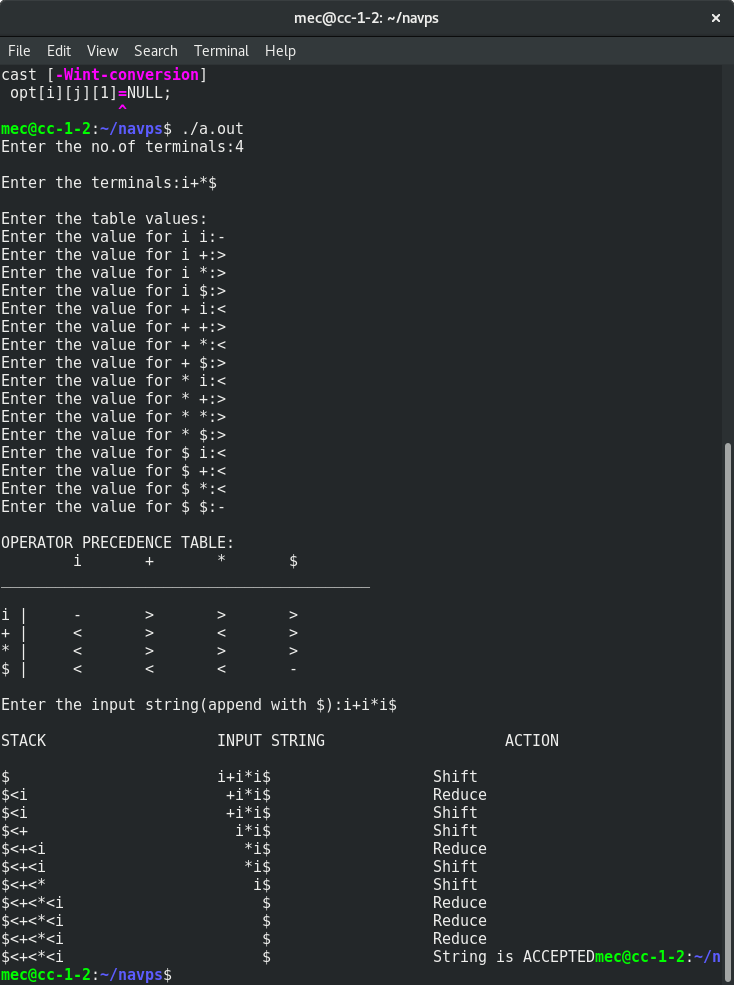 mec@cc-1-2: ~/navps
×
File Edit View Search Terminal Help
cast [-Wint-conversion]
 opt[i][j][1]=NULL;
             ^
mec@cc-1-2:~/navps$ ./a.out
Enter the no.of terminals:4
Enter the terminals:i+*$
Enter the table values:
Enter the value for i i:-
Enter the value for i +:>
Enter the value for i *:>
Enter the value for i $:>
Enter the value for + i:<
Enter the value for + +:>
Enter the value for + *:<
Enter the value for + $:>
Enter the value for * i:<
Enter the value for * +:>
Enter the value for * *:>
Enter the value for * $:>
Enter the value for $ i:<
Enter the value for $ +:<
Enter the value for $ *:<
Enter the value for $ $:-
OPERATOR PRECEDENCE TABLE:
        i       +       *       $
_________________________________________
i |     -       >       >       >
+ |     <       >       <       >
* |     <       >       >       >
$ |     <       <       <       -
Enter the input string(append with $):i+i*i$
STACK                   INPUT STRING                    ACTION
$                       i+i*i$                  Shift
$<i                      +i*i$                  Reduce
$<i                      +i*i$                  Shift
$<+                       i*i$                  Shift
$<+<i                      *i$                  Reduce
$<+<i                      *i$                  Shift
$<+<*                       i$                  Shift
$<+<*<i                      $                  Reduce
$<+<*<i                      $                  Reduce
$<+<*<i                      $                  Reduce
$<+<*<i                      $                  String is ACCEPTEDmec@cc-1-2:~/n
mec@cc-1-2:~/navps$